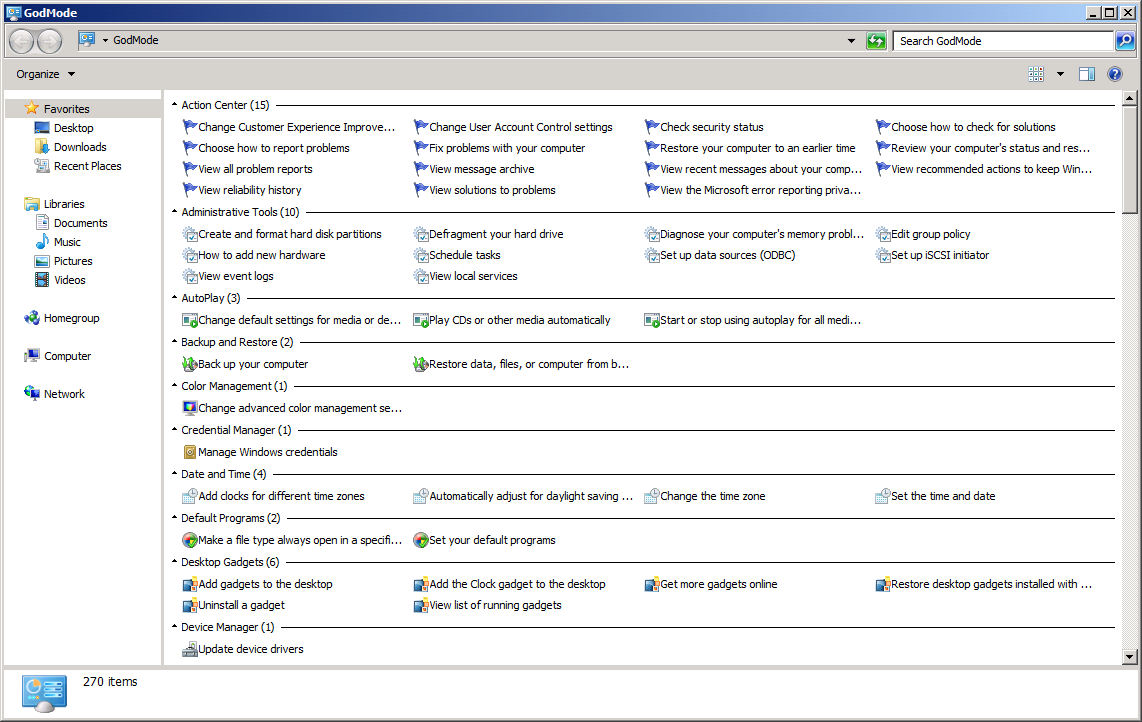 GodMode
GodMode
Search GodMode
Organize
Favorites
Desktop
Downloads
Recent Places
Libraries
Documents
Music
Pictures
Videos
Homegroup
Computer
Network
Action Center (15)
Change Customer Experience Improve... Change User Account Control settings Check security status Choose how to check for solutions
Choose how to report problems Fix problems with your computer Restore your computer to an earlier time Review your computer's status and res...
View all problem reports View message archive View recent messages about your comp... View recommended actions to keep Win...
View reliability history View solutions to problems View the Microsoft error reporting priva...
Administrative Tools (10)
Create and format hard disk partitions Defragment your hard drive Diagnose your computer's memory probl... Edit group policy
How to add new hardware Schedule tasks Set up data sources (ODBC) Set up iSCSI initiator
View event logs View local services
AutoPlay (3)
Change default settings for media or de... Play CDs or other media automatically Start or stop using autoplay for all medi...
Backup and Restore (2)
Back up your computer Restore data, files, or computer from b...
Color Management (1)
Change advanced color management se...
Credential Manager (1)
Manage Windows credentials
Date and Time (4)
Add clocks for different time zones Automatically adjust for daylight saving ... Change the time zone Set the time and date
Default Programs (2)
Make a file type always open in a specifi... Set your default programs
Desktop Gadgets (6)
Add gadgets to the desktop Add the Clock gadget to the desktop Get more gadgets online Restore desktop gadgets installed with ...
Uninstall a gadget View list of running gadgets
Device Manager (1)
Update device drivers
270 items